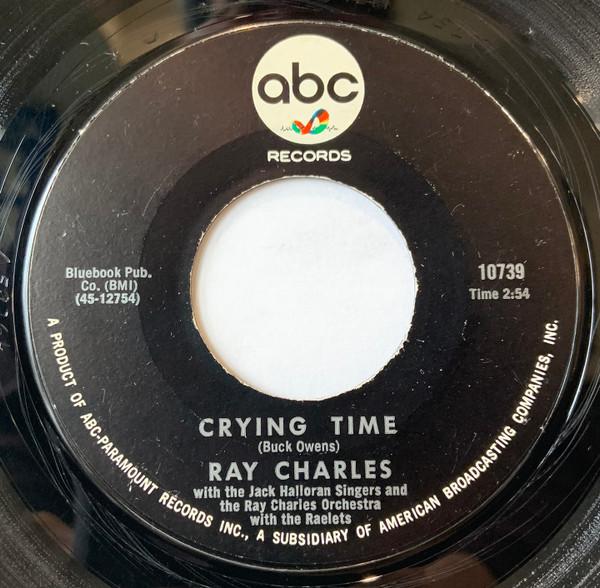 abc
RECORDS
Bluebook Pub.
Co. (BMI)
(45-12754)
10739
Time 2:54
CRYING TIME
(Buck Owens)
RAY CHARLES
with the Jack Halloran Singers and
the Ray Charles Orchestra
with the Raelets
A PRODUCT OF ABC-PARAMOUNT RECORDS INC., A SUBSIDIARY OF AMERICAN BROADCASTING COMPANIES, INC.